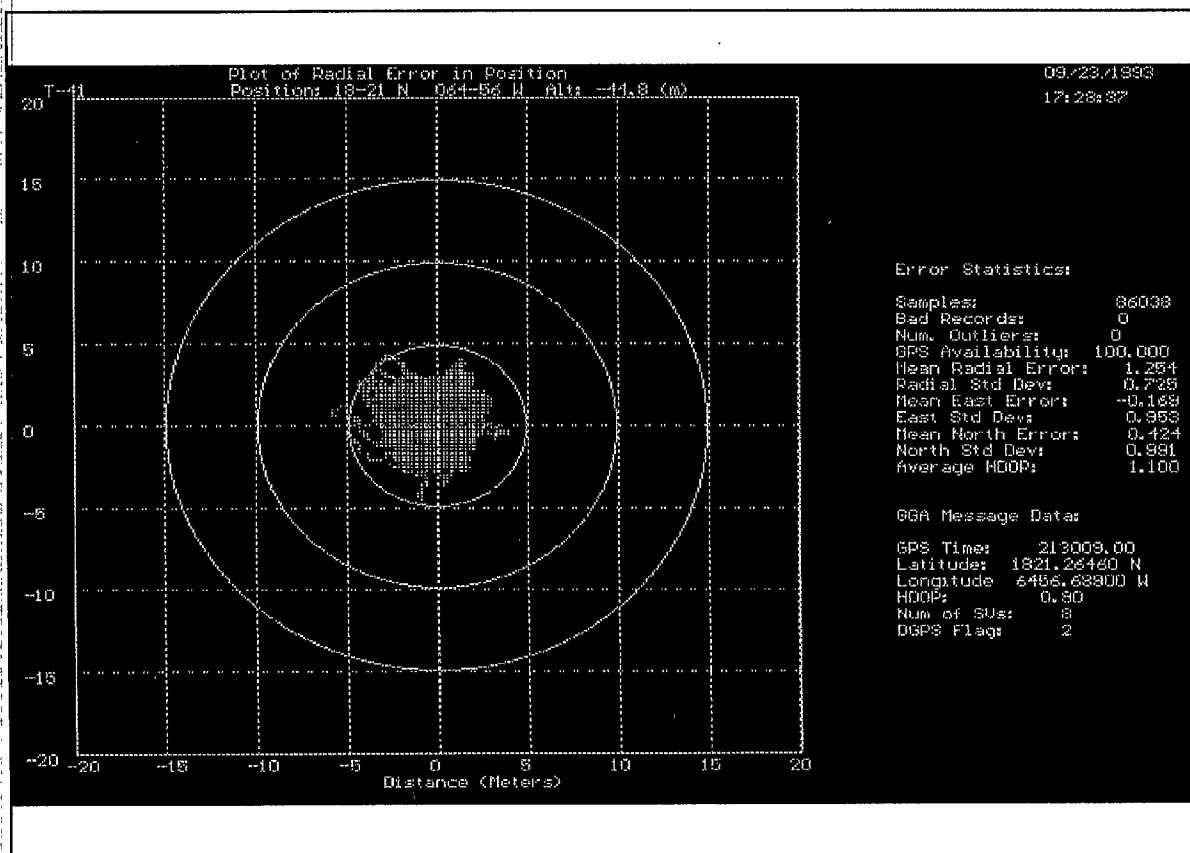 Plot of Radial Error in Position
T-41
Position: 18-21 N 064-56 W Alt: -44.8 (m)
09/23/1993
17:28:37
20
15
10
5
0
-5
-10
-15
-20
-20 -15 -10 -5 0 5 10 15 20
Distance (Meters)
Error Statistics:
Samples: 86038
Bad Records: 0
Num. Outliers: 0
GPS Availability: 100.000
Mean Radial Error: 1.254
Radial Std Dev: 0.725
Mean East Error: -0.169
East Std Dev: 0.953
Mean North Error: 0.424
North Std Dev: 0.991
Average HDOP: 1.100
GGA Message Data:
GPS Time: 213009.00
Latitude: 1821.26460 N
Longitude 6456.68900 W
HDOP: 0.90
Num of SVs: 8
DGPS Flag: 2